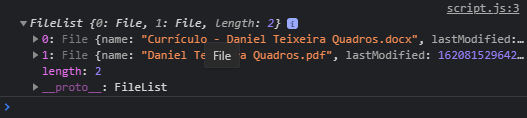 script.js:3
▼FileList {0: File, 1: File, length: 2} i
▶ 0: File {name: "Currículo - Daniel Teixeira Quadros.docx", lastModified:…
▶ 1: File {name: "Daniel Te a Quadros.pdf", lastModified: 162081529642…
File
length: 2
▶ __proto__: FileList
>